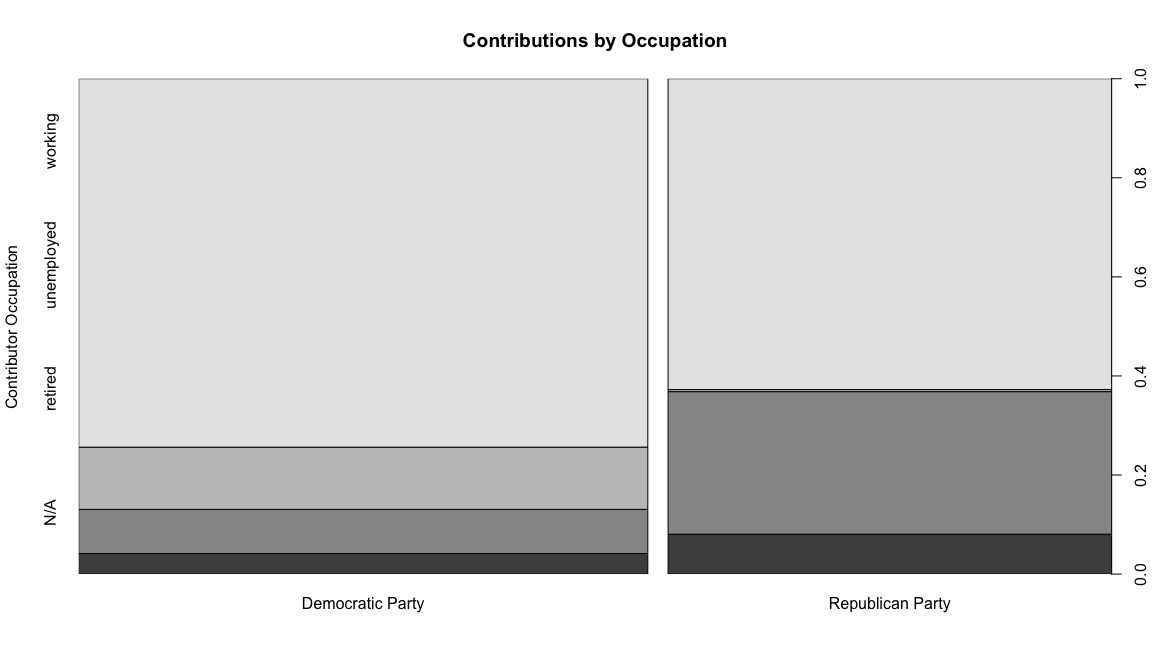 Contributions by Occupation
Contributor Occupation
working
unemployed
retired
N/A
1.0
0.8
0.6
0.4
0.2
0.0
Democratic Party
Republican Party